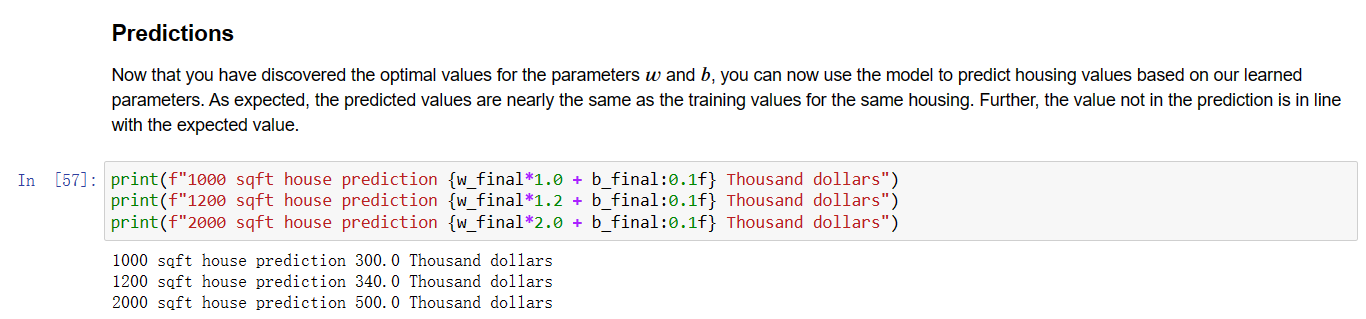 Predictions
Now that you have discovered the optimal values for the parameters w and b, you can now use the model to predict housing values based on our learned
parameters. As expected, the predicted values are nearly the same as the training values for the same housing. Further, the value not in the prediction is in line
with the expected value.
In [57]: print(f"1000 sqft house prediction {w_final*1.0 + b_final:0.1f} Thousand dollars")
print(f"1200 sqft house prediction {w_final*1.2 + b_final:0.1f} Thousand dollars")
print(f"2000 sqft house prediction {w_final*2.0 + b_final:0.1f} Thousand dollars")
1000 sqft house prediction 300.0 Thousand dollars
1200 sqft house prediction 340.0 Thousand dollars
2000 sqft house prediction 500.0 Thousand dollars